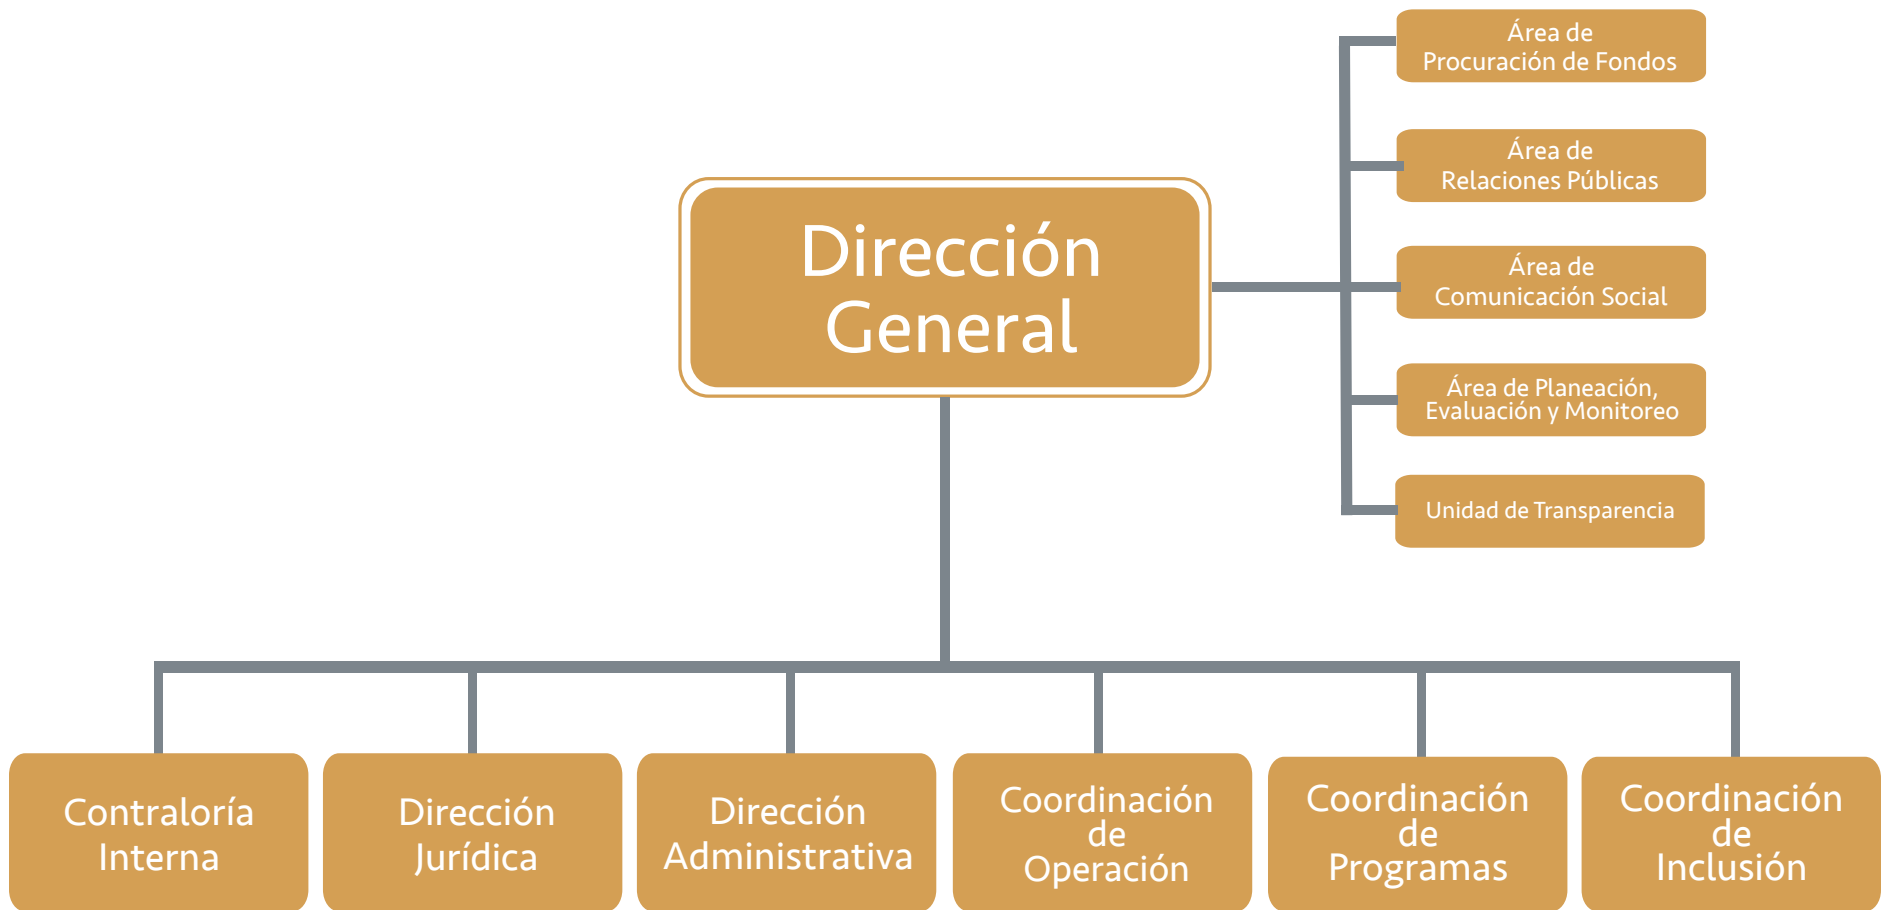 Área de
Procuración de Fondos
Área de
Relaciones Públicas
Dirección
General
Área de
Comunicación Social
Área de Planeación,
Evaluación y Monitoreo
Unidad de Transparencia
Contraloría
Interna
Dirección
Jurídica
Dirección
Administrativa
Coordinación
de
Operación
Coordinación
de
Programas
Coordinación
de
Inclusión